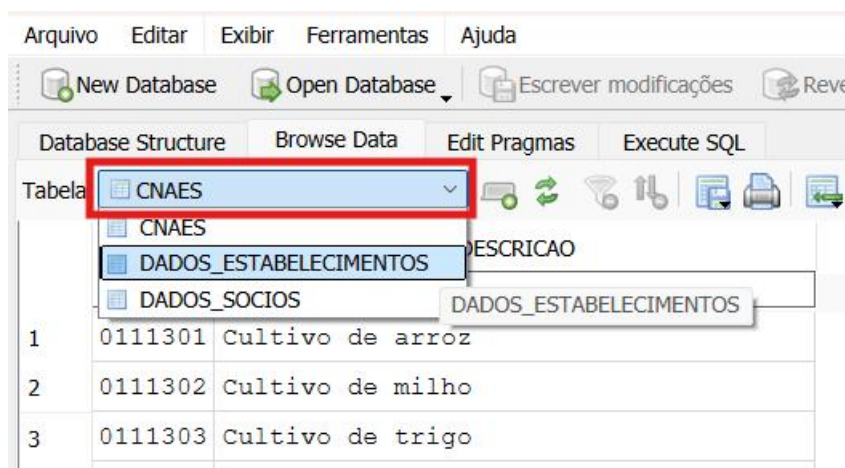 Arquivo Editar Exibir Ferramentas Ajuda
New Database Open Database Escrever modificações Reve
Database Structure Browse Data Edit Pragmas Execute SQL
Tabela CNAES
CNAES
DADOS_ESTABELECIMENTOS DESCRICAO
DADOS_SOCIOS DADOS_ESTABELECIMENTOS
1 0111301 Cultivo de arroz
2 0111302 Cultivo de milho
3 0111303 Cultivo de trigo